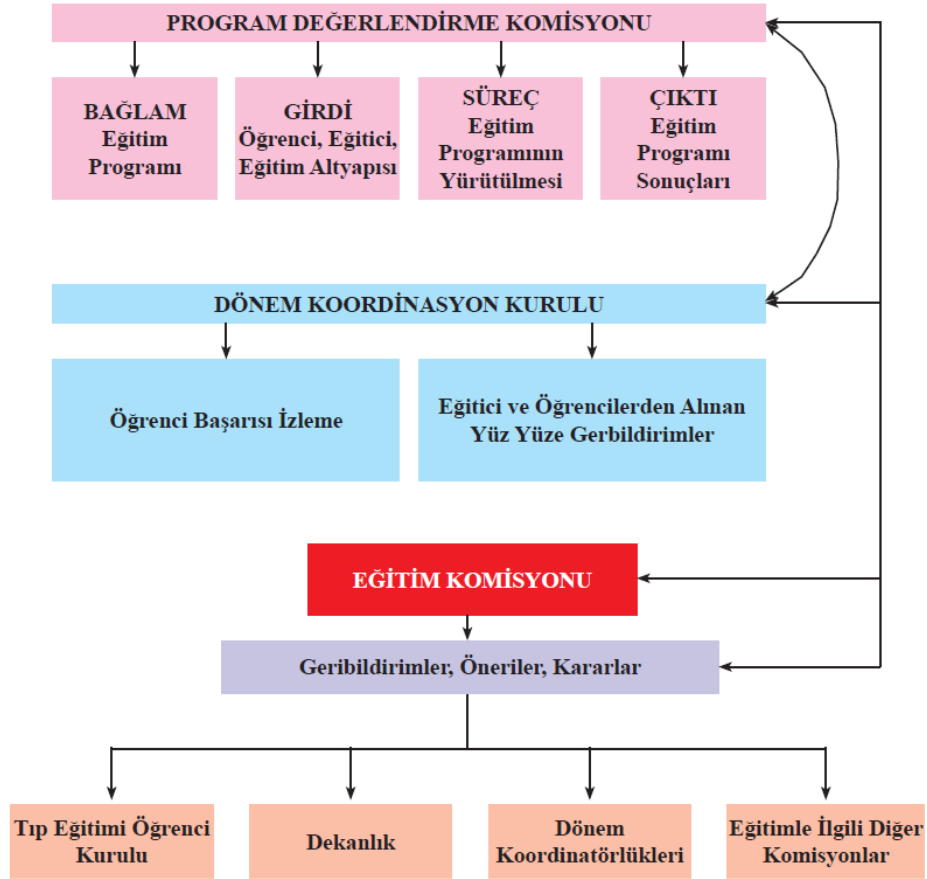 PROGRAM DEĞERLENDİRME KOMİSYONU
BAĞLAM
Eğitim
Programı
GİRDİ
Öğrenci, Eğitici,
Eğitim Altyapısı
SÜREÇ
Eğitim
Programının
Yürütülmesi
ÇIKTI
Eğitim
Programı
Sonuçları
DÖNEM KOORDİNASYON KURULU
Öğrenci Başarısı İzleme
Eğitici ve Öğrencilerden Alınan
Yüz Yüze Gerbildirimler
EĞİTİM KOMİSYONU
Geribildirimler, Öneriler, Kararlar
Tıp Eğitimi Öğrenci
Kurulu
Dekanlık
Dönem
Koordinatörlükleri
Eğitimle İlgili Diğer
Komisyonlar